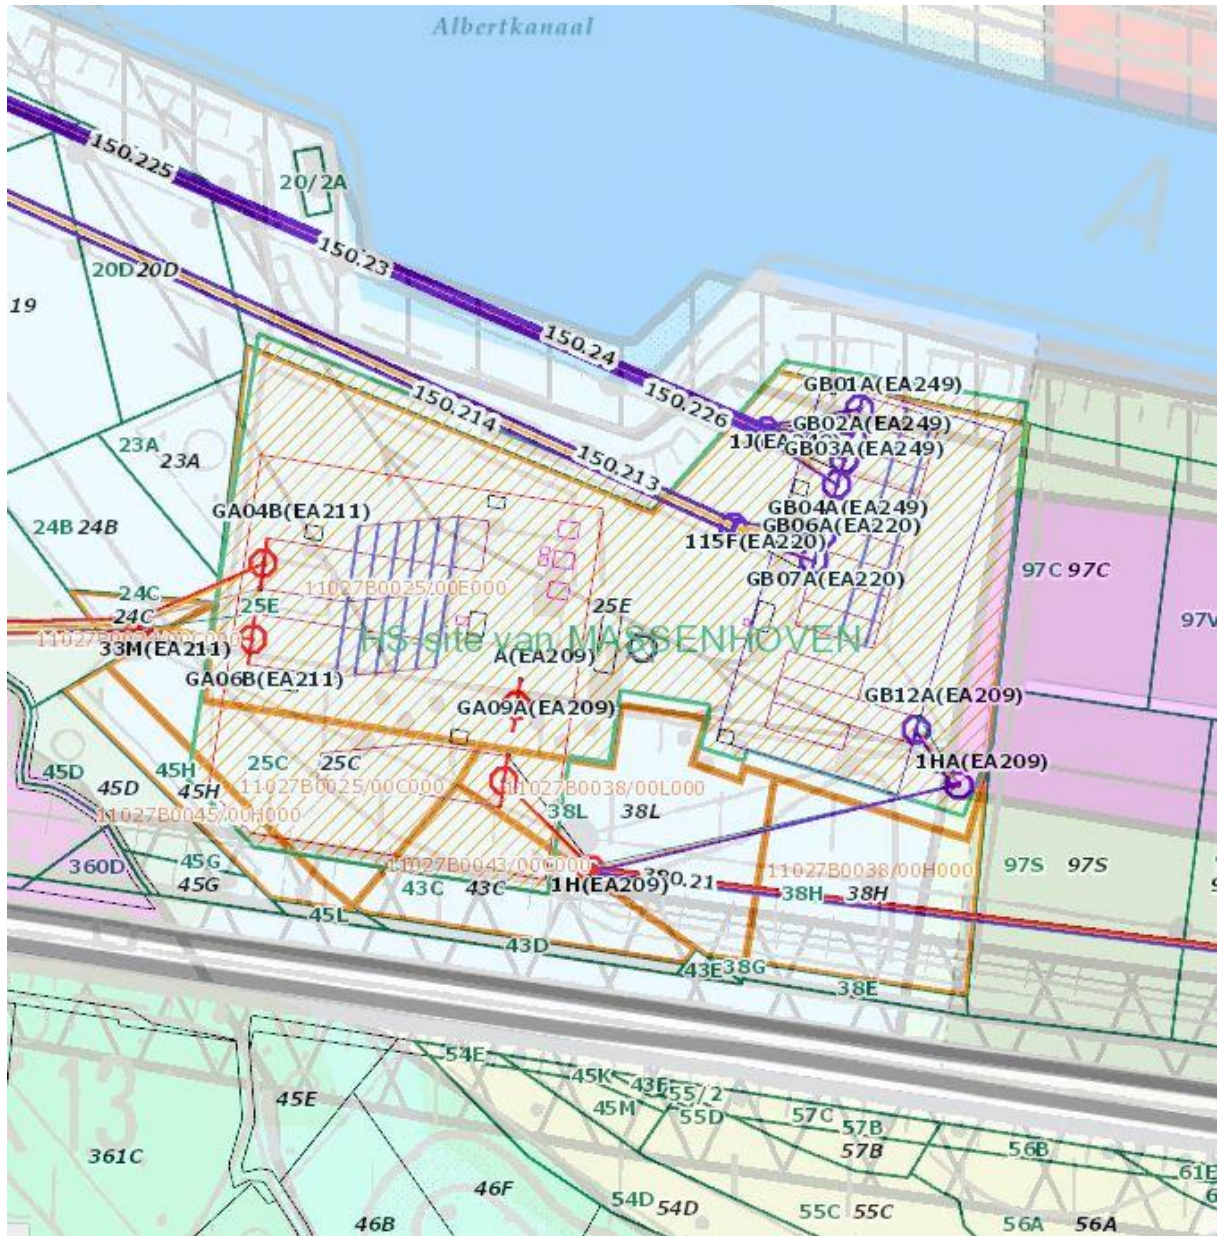 Albertkanaal
A
150.225
20/2A
150.23
20D 20D
19
150.24
150.226
GB01A(EA249)
150.214
GB02A(EA249)
GB03A(EA249)
23A 23A
150.213
GA04B(EA211)
GB04A(EA249)
24B 24B
GB06A(EA220)
115F(EA220)
97C 97C
GB07A(EA220)
11027B0025/00E000
24C
25E
25E
24C
97V
HS-site van MASSENHOVEN
33M(EA211)
A(EA209)
GA06B(EA211)
GB12A(EA209)
GA09A(EA209)
1HA(EA209)
45D
45D
45H
45H
25C 25C
11027B0025/00C000
11027B0038/00L000
38L 38L
11027B0045/00H000
360D
45G
45G
11027B0043/00C000
43C 43C
1H(EA209)
380.21
11027B0038/00H000
38H 38H
97S 97S
45L
43D
43E
38G
38E
13
54E
45K
45E
45M
55/2
55D
57C
57B
57B
56B
61E
361C
46F
46B
54D 54D
55C 55C
56A 56A